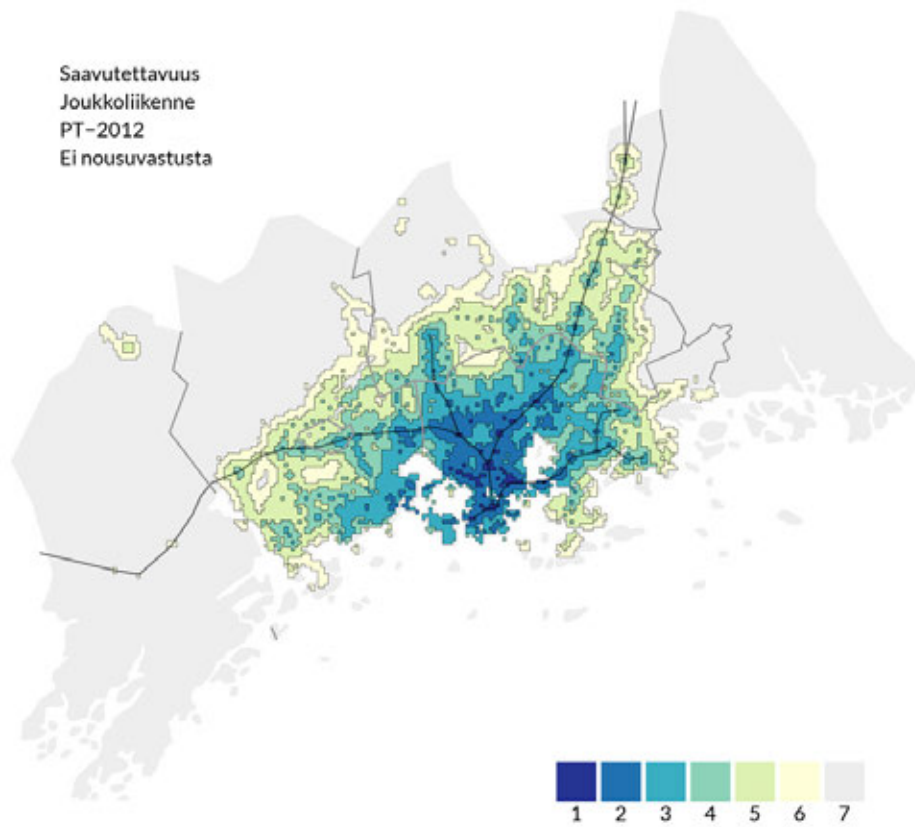 Saavutettavuus
Joukkoliikenne
PT–2012
Ei nousuvastusta
1 2 3 4 5 6 7